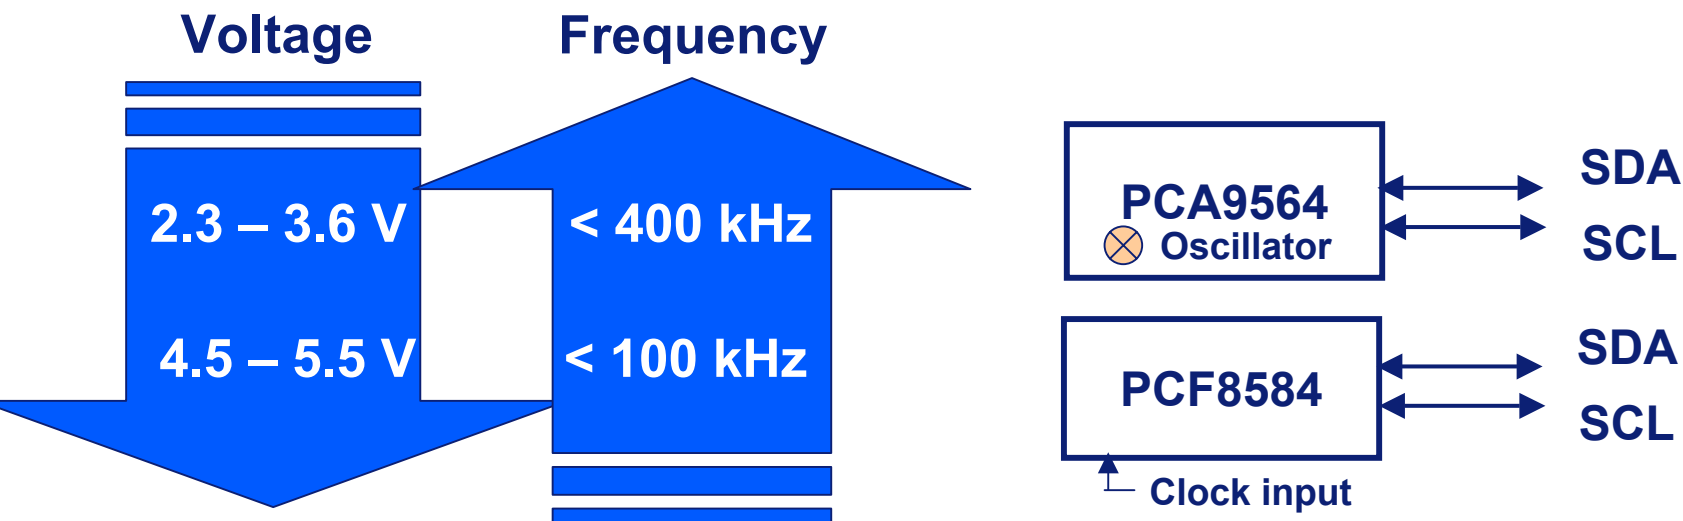 Voltage
Frequency
2.3 – 3.6 V
< 400 kHz
4.5 – 5.5 V
< 100 kHz
PCA9564
Oscillator
SDA
SCL
PCF8584
SDA
SCL
Clock input